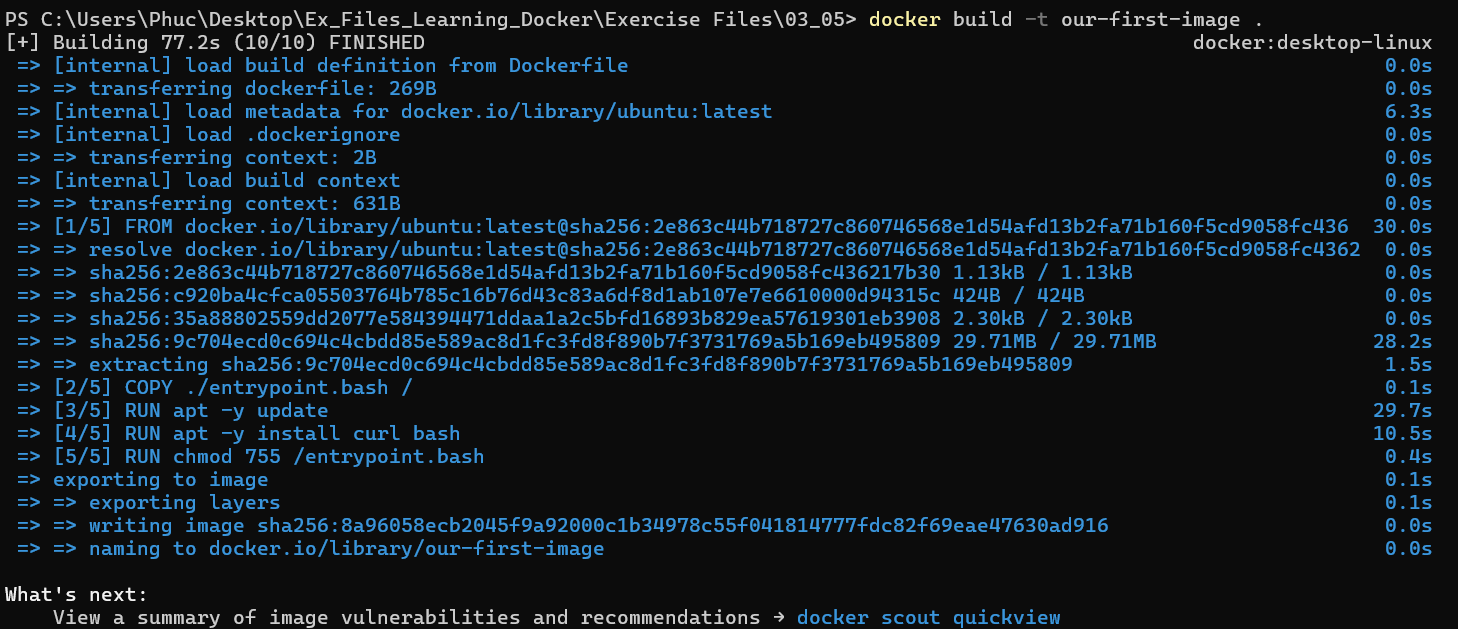 PS C:\Users\Phuc\Desktop\Ex_Files_Learning_Docker\Exercise Files\03_05> docker build -t our-first-image .
[+] Building 77.2s (10/10) FINISHED docker:desktop-linux
=> [internal] load build definition from Dockerfile 0.0s
=> => transferring dockerfile: 269B 0.0s
=> [internal] load metadata for docker.io/library/ubuntu:latest 6.3s
=> [internal] load .dockerignore 0.0s
=> => transferring context: 2B 0.0s
=> [internal] load build context 0.0s
=> => transferring context: 631B 0.0s
=> [1/5] FROM docker.io/library/ubuntu:latest@sha256:2e863c44b718727c860746568e1d54afd13b2fa71b160f5cd9058fc436 30.0s
=> => resolve docker.io/library/ubuntu:latest@sha256:2e863c44b718727c860746568e1d54afd13b2fa71b160f5cd9058fc4362 0.0s
=> => sha256:2e863c44b718727c860746568e1d54afd13b2fa71b160f5cd9058fc436217b30 1.13kB / 1.13kB 0.0s
=> => sha256:c920ba4cfca05503764b785c16b76d43c83a6df8d1ab107e7e6610000d94315c 424B / 424B 0.0s
=> => sha256:35a88802559dd2077e584394471ddaa1a2c5bfd16893b829ea57619301eb3908 2.30kB / 2.30kB 0.0s
=> => sha256:9c704ecd0c694c4cbdd85e589ac8d1fc3fd8f890b7f3731769a5b169eb495809 29.71MB / 29.71MB 28.2s
=> => extracting sha256:9c704ecd0c694c4cbdd85e589ac8d1fc3fd8f890b7f3731769a5b169eb495809 1.5s
=> [2/5] COPY ./entrypoint.bash / 0.1s
=> [3/5] RUN apt -y update 29.7s
=> [4/5] RUN apt -y install curl bash 10.5s
=> [5/5] RUN chmod 755 /entrypoint.bash 0.4s
=> exporting to image 0.1s
=> => exporting layers 0.1s
=> => writing image sha256:8a96058ecb2045f9a92000c1b34978c55f041814777fdc82f69eae47630ad916 0.0s
=> => naming to docker.io/library/our-first-image 0.0s
What's next:
View a summary of image vulnerabilities and recommendations → docker scout quickview